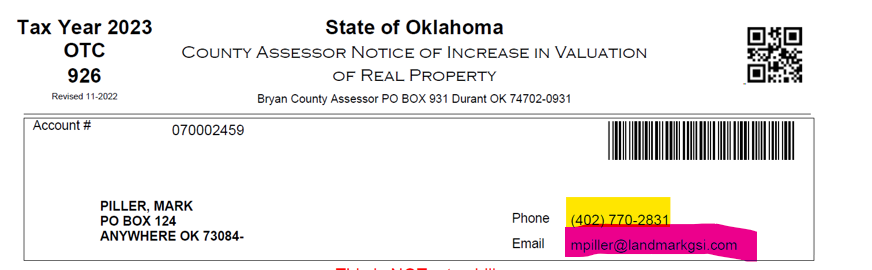 Tax Year 2023
OTC
926
Revised 11-2022
State of Oklahoma
County Assessor Notice of Increase in Valuation
of Real Property
Bryan County Assessor PO BOX 931 Durant OK 74702-0931
Account # 070002459
PILLER, MARK
PO BOX 124
ANYWHERE OK 73084-
Phone (402) 770-2831
Email mpiller@landmarkgsi.com